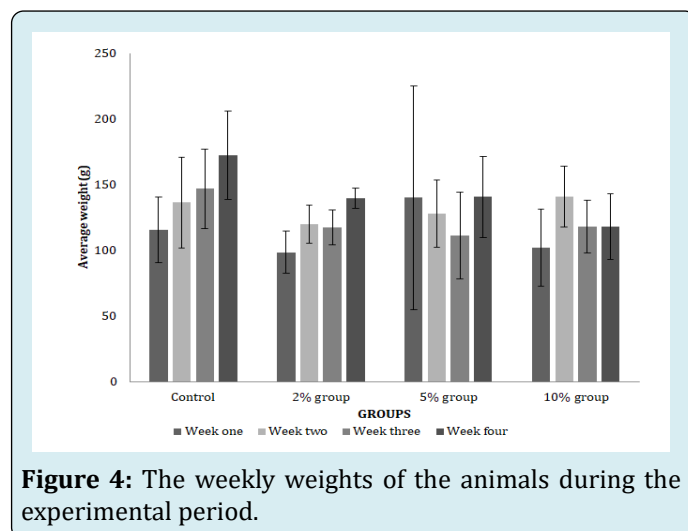 250
200
150
100
50
0
Average weight (g)
Control 2% group 5% group 10% group
GROUPS
Week one Week two Week three Week four
Figure 4: The weekly weights of the animals during the
experimental period.